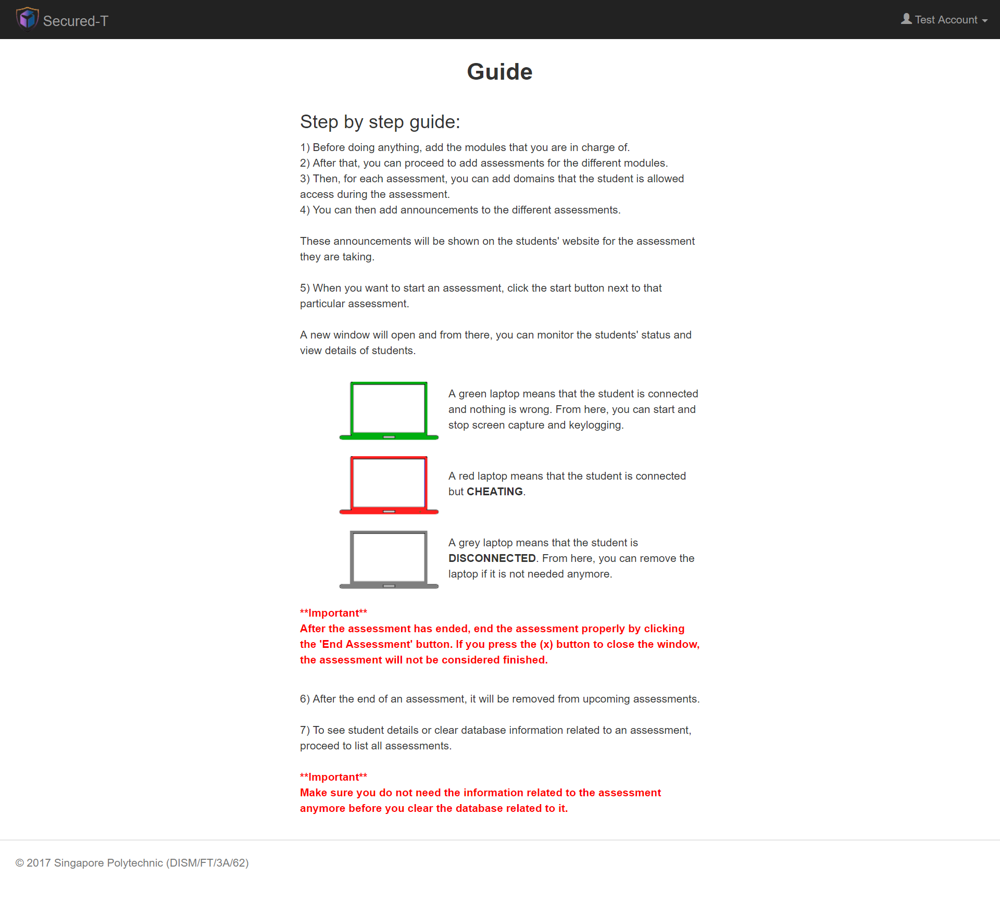 Secured-T
Test Account
Guide
Step by step guide:
1) Before doing anything, add the modules that you are in charge of.
2) After that, you can proceed to add assessments for the different modules.
3) Then, for each assessment, you can add domains that the student is allowed
access during the assessment.
4) You can then add announcements to the different assessments.
These announcements will be shown on the students' website for the assessment
they are taking.
5) When you want to start an assessment, click the start button next to that
particular assessment.
A new window will open and from there, you can monitor the students' status and
view details of students.
A green laptop means that the student is connected
and nothing is wrong. From here, you can start and
stop screen capture and keylogging.
A red laptop means that the student is connected
but CHEATING.
A grey laptop means that the student is
DISCONNECTED. From here, you can remove the
laptop if it is not needed anymore.
**Important**
After the assessment has ended, end the assessment properly by clicking
the 'End Assessment' button. If you press the (x) button to close the window,
the assessment will not be considered finished.
6) After the end of an assessment, it will be removed from upcoming assessments.
7) To see student details or clear database information related to an assessment,
proceed to list all assessments.
**Important**
Make sure you do not need the information related to the assessment
anymore before you clear the database related to it.
© 2017 Singapore Polytechnic (DISM/FT/3A/62)